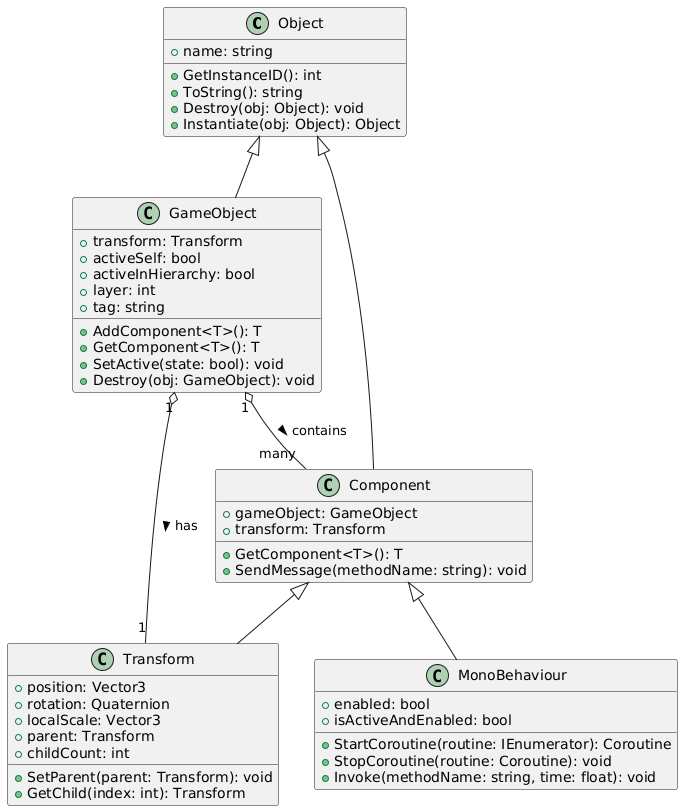 C Object
name: string
GetInstanceID(): int
ToString(): string
Destroy(obj: Object): void
Instantiate(obj: Object): Object
C GameObject
transform: Transform
activeSelf: bool
activeInHierarchy: bool
layer: int
tag: string
AddComponent<T>(): T
GetComponent<T>(): T
SetActive(state: bool): void
Destroy(obj: GameObject): void
1
1
contains
many
C Component
gameObject: GameObject
transform: Transform
GetComponent<T>(): T
SendMessage(methodName: string): void
has
1
C Transform
position: Vector3
rotation: Quaternion
localScale: Vector3
parent: Transform
childCount: int
SetParent(parent: Transform): void
GetChild(index: int): Transform
C MonoBehaviour
enabled: bool
isActiveAndEnabled: bool
StartCoroutine(routine: IEnumerator): Coroutine
StopCoroutine(routine: Coroutine): void
Invoke(methodName: string, time: float): void